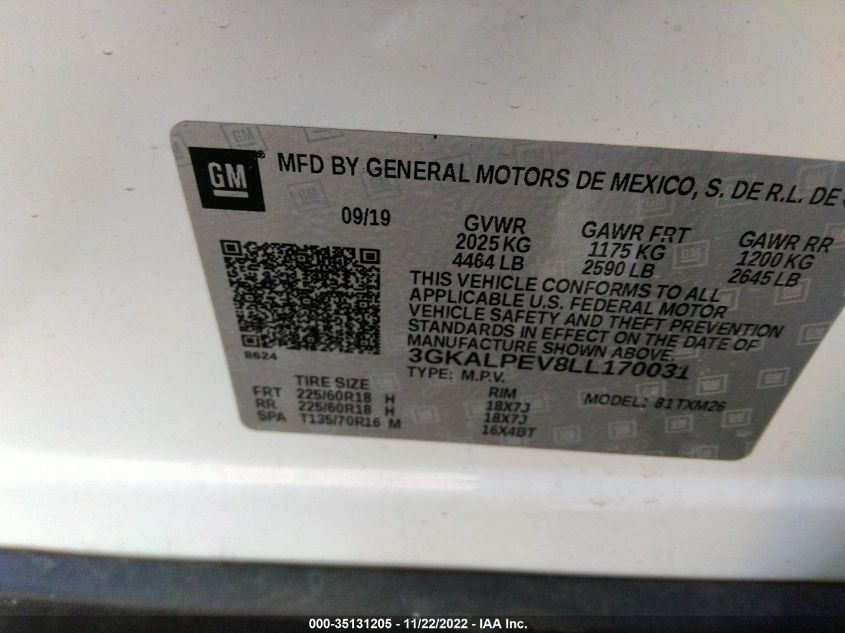 GM ® MFD BY GENERAL MOTORS DE MEXICO, S. DE R.L. DE
09/19 GVWR GAWR FRT GAWR RR
2025 KG 1175 KG 1200 KG
4464 LB 2590 LB 2645 LB
THIS VEHICLE CONFORMS TO ALL
APPLICABLE U.S. FEDERAL MOTOR
VEHICLE SAFETY AND THEFT PREVENTION
STANDARDS IN EFFECT ON THE DATE OF
MANUFACTURE SHOWN ABOVE.
8624 3GKALPEV8LL170031
TYPE: M.P.V.
TIRE SIZE RIM MODEL: 81TXM26
FRT 225/60R18 H 18X7J
RR 225/60R18 H 18X7J
SPA T135/70R16 M 16X4BT
000-35131205 - 11/22/2022 - IAA Inc.